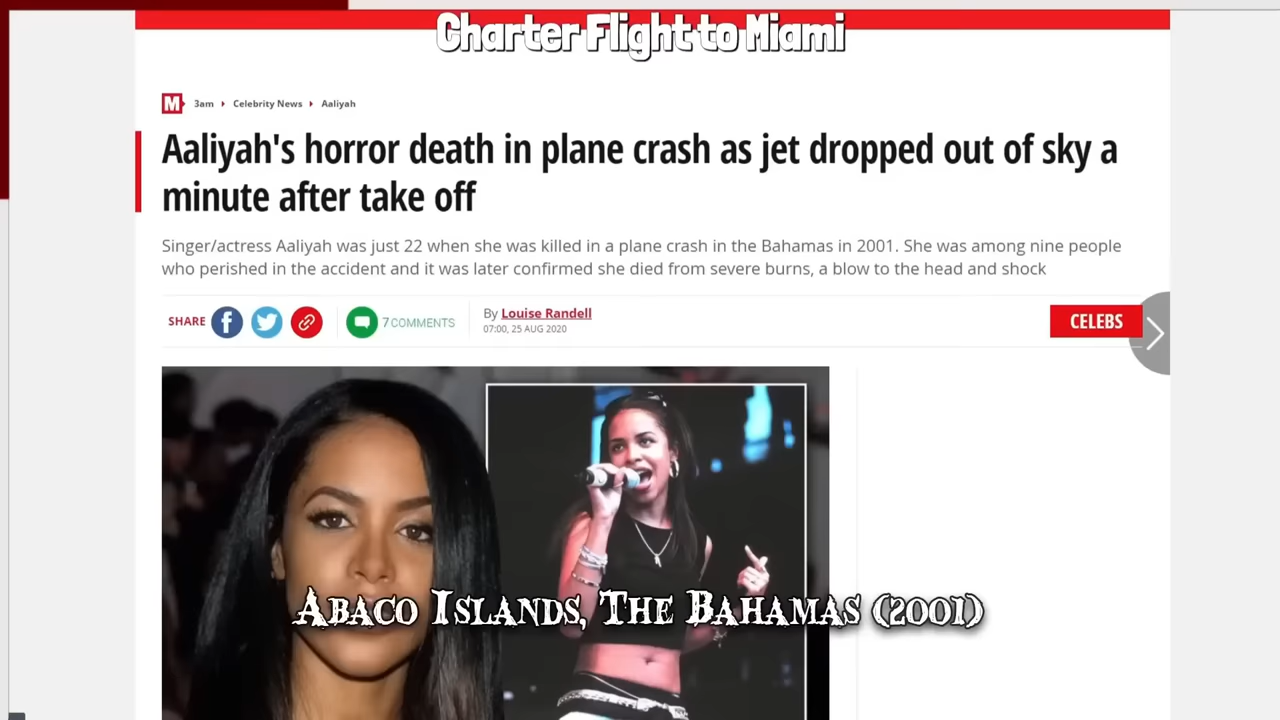 Charter Flight to Miami
M 3am Celebrity News Aaliyah
Aaliyah's horror death in plane crash as jet dropped out of sky a
minute after take off
Singer/actress Aaliyah was just 22 when she was killed in a plane crash in the Bahamas in 2001. She was among nine people
who perished in the accident and it was later confirmed she died from severe burns, a blow to the head and shock
SHARE f 7 COMMENTS By Louise Randell
07:00, 25 AUG 2020
CELEBS
Abaco Islands, The Bahamas (2001)